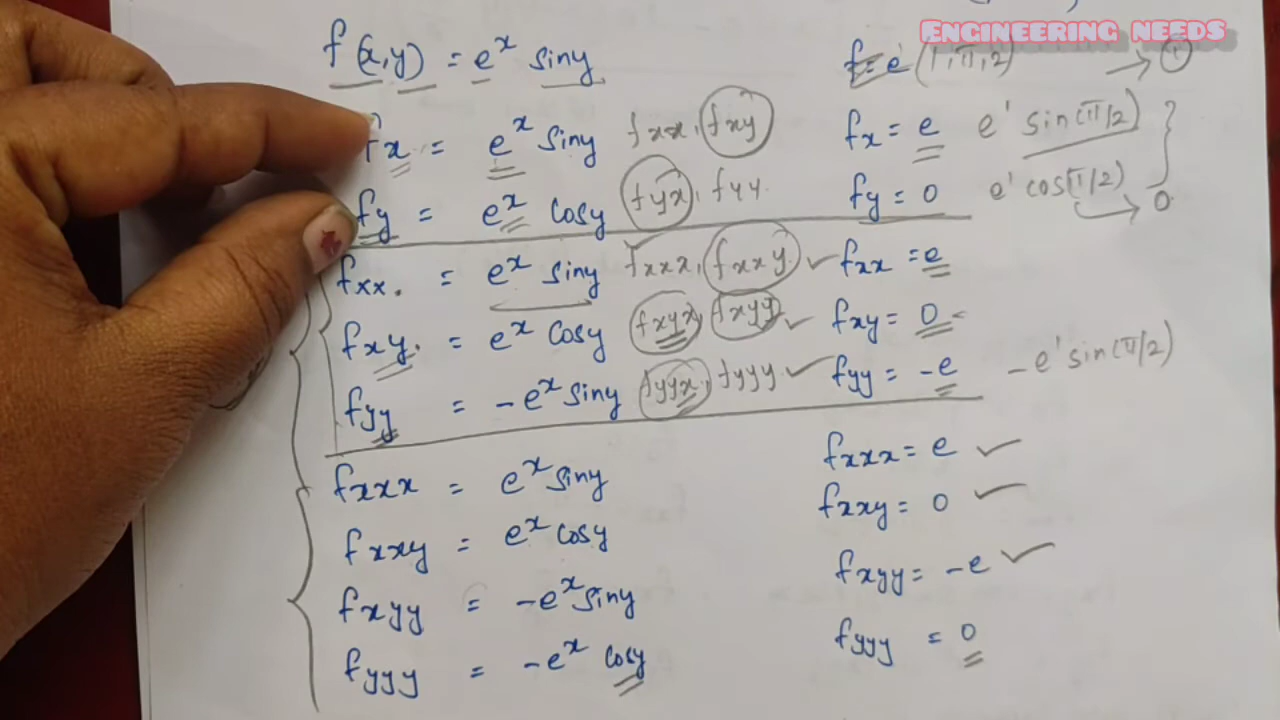 ENGINEERING NEEDS
f(x,y) = e^x siny f = e (1,π,2) → 1
fx = e^x siny fxx, fxy fx = e e' sin(π/2)
fy = e^x cosy fyx, fyy. fy = 0 e' cos(π/2) → 0
fxx. = e^x siny fxxx, fxxy ✓ fxx = e
fxy. = e^x cosy fxyx, fxyy ✓ fxy = 0
fyy = -e^x siny fyyx, fyyy ✓ fyy = -e -e' sin(π/2)
fxxx = e^x siny fxxx = e ✓
fxxy = e^x cosy fxxy = 0 ✓
fxyy = -e^x siny fxyy = -e ✓
fyyy = -e^x cosy fyyy = 0